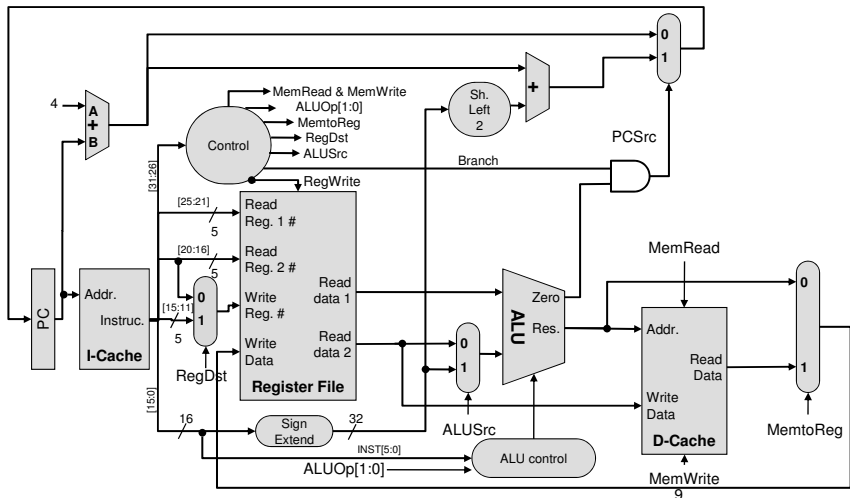 0
1
4
A
+
B
MemRead & MemWrite
ALUOp[1:0]
MemtoReg
RegDst
ALUSrc
Control
Sh.
Left
2
+
PCSrc
Branch
[31:26]
RegWrite
[25:21]
5
Read
Reg. 1 #
[20:16]
5
Read
Reg. 2 #
Write
Reg. #
Write
Data
Read
data 1
Read
data 2
Register File
PC
Addr.
Instruc.
I-Cache
[15:11]
5
0
1
RegDst
[15:0]
16
Sign
Extend
32
INST[5:0]
ALUOp[1:0]
ALU control
0
1
ALUSrc
ALU
Zero
Res.
MemRead
Addr.
Read
Data
Write
Data
D-Cache
MemWrite
9
0
1
MemtoReg